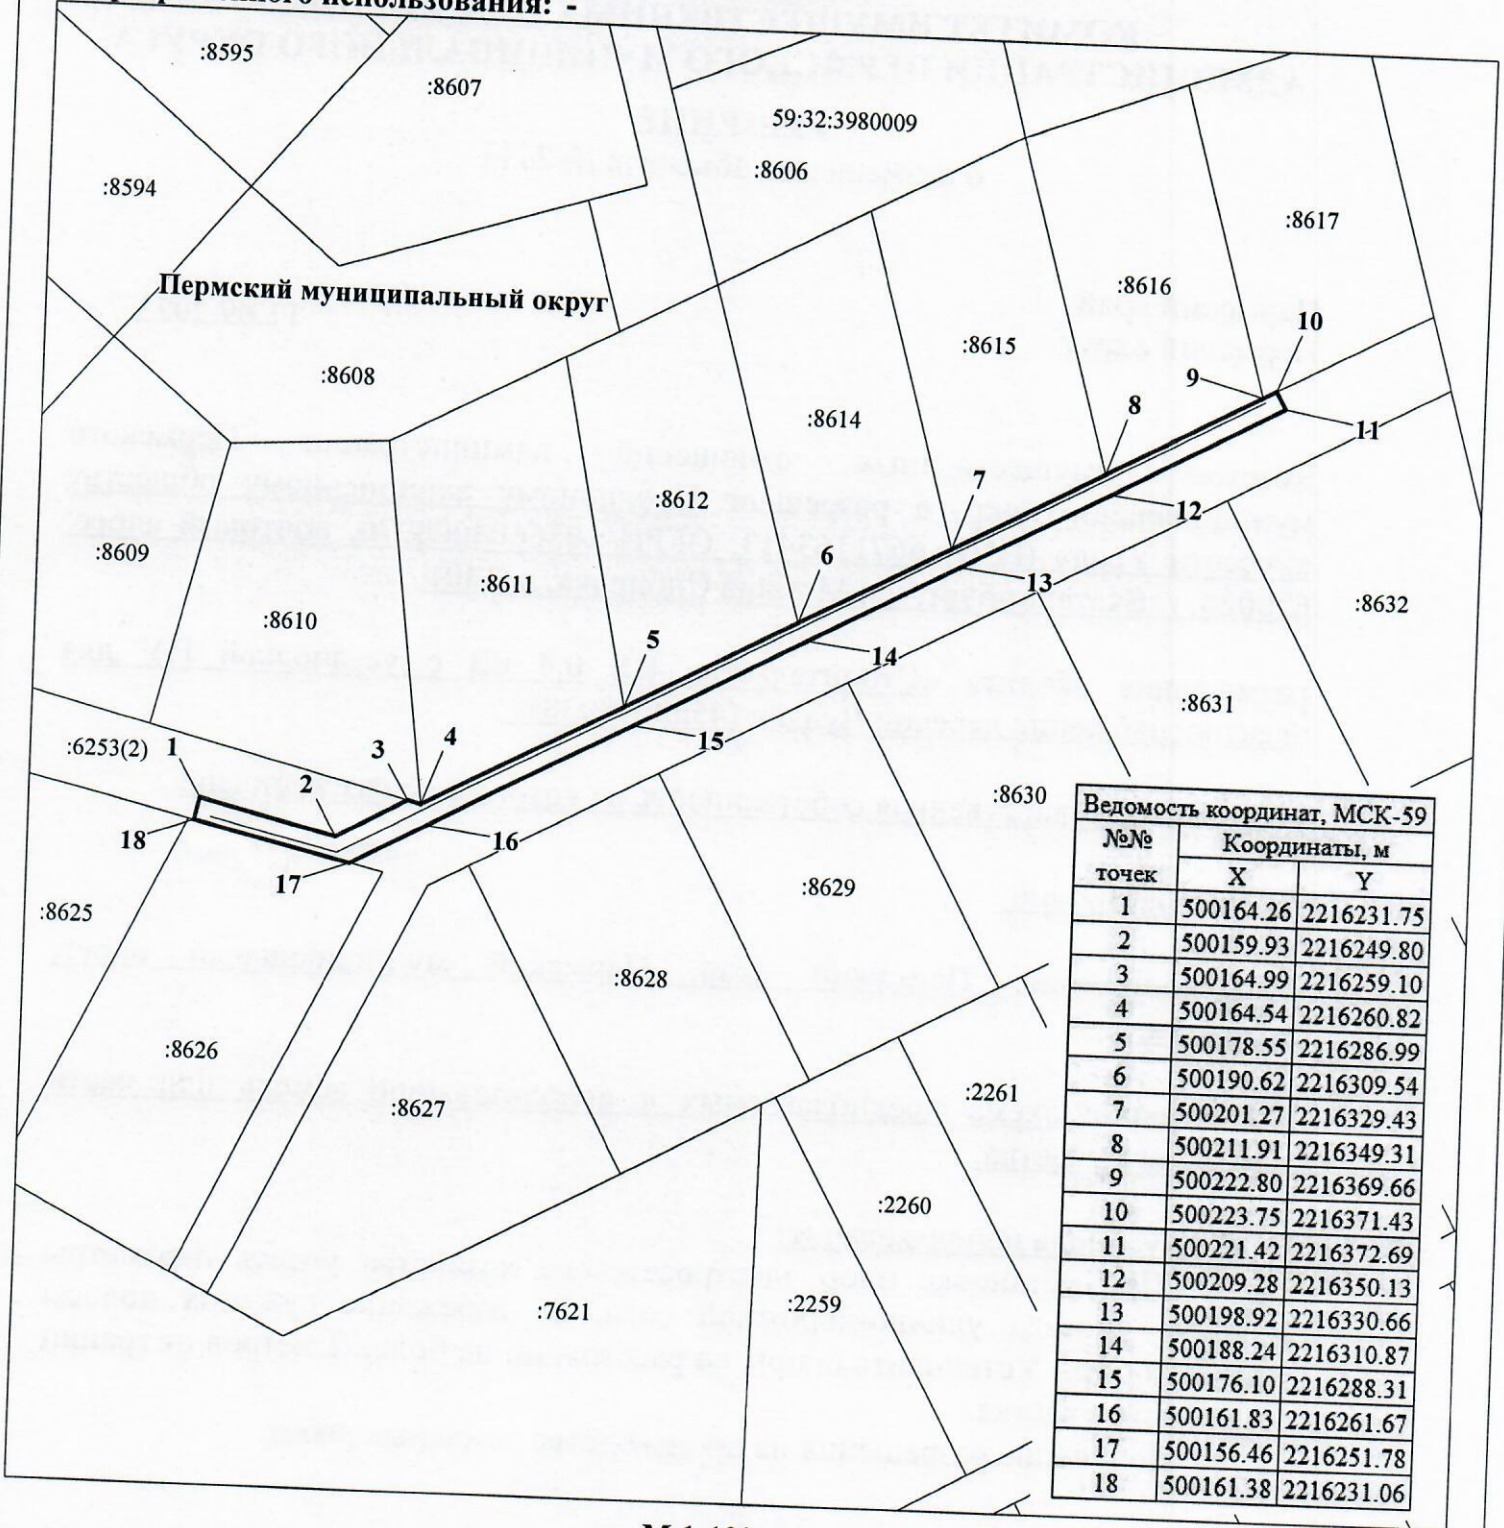 использования: -
:8595
:8607
59:32:3980009
:8606
:8594
:8617
Пермский муниципальный округ
:8616
10
:8615
:8608
9
8
:8614
11
7
:8612
12
:8609
6
:8611
13
:8632
:8610
5
14
:8631
:6253(2)
1
3
4
15
2
:8630
18
16
17
:8629
:8625
:8628
:8626
:8627
:2261
:2260
:7621
:2259
Ведомость координат, МСК-59
№№ точек Координаты, м
X Y
1 500164.26 2216231.75
2 500159.93 2216249.80
3 500164.99 2216259.10
4 500164.54 2216260.82
5 500178.55 2216286.99
6 500190.62 2216309.54
7 500201.27 2216329.43
8 500211.91 2216349.31
9 500222.80 2216369.66
10 500223.75 2216371.43
11 500221.42 2216372.69
12 500209.28 2216350.13
13 500198.92 2216330.66
14 500188.24 2216310.87
15 500176.10 2216288.31
16 500161.83 2216261.67
17 500156.46 2216251.78
18 500161.38 2216231.06